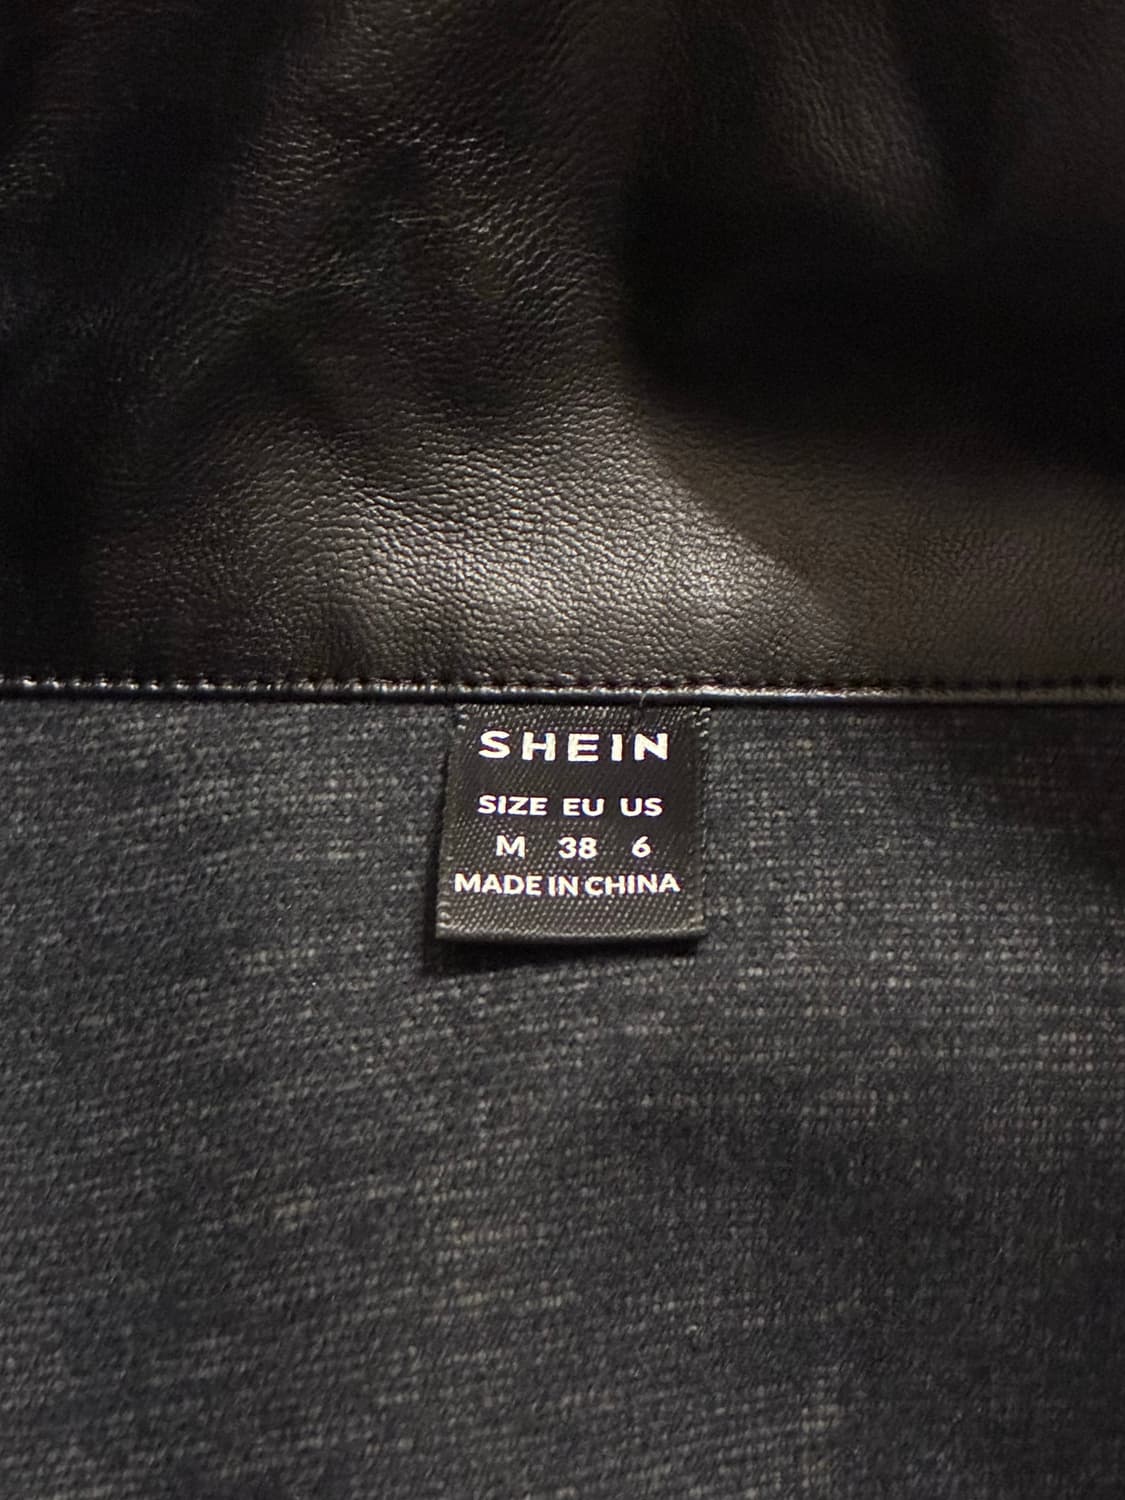 SHEIN
SIZE EU US
M 38 6
MADE IN CHINA